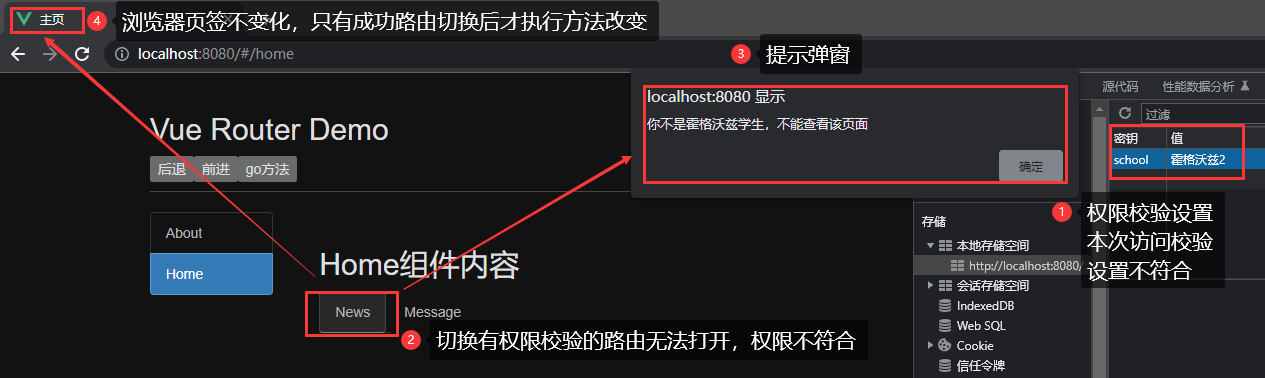 主页
4
浏览器页签不变化，只有成功路由切换后才执行方法改变
localhost:8080/#/home
3
提示弹窗
源代码
性能数据分析
localhost:8080 显示
你不是霍格沃兹学生，不能查看该页面
确定
过滤
密钥
值
school
霍格沃兹2
Vue Router Demo
后退
前进
go方法
1
权限校验设置
本次访问校验
设置不符合
About
Home
Home组件内容
News
Message
2
切换有权限校验的路由无法打开，权限不符合
存储
本地存储空间
http://localhost:8080/
会话存储空间
IndexedDB
Web SQL
Cookie
信任令牌